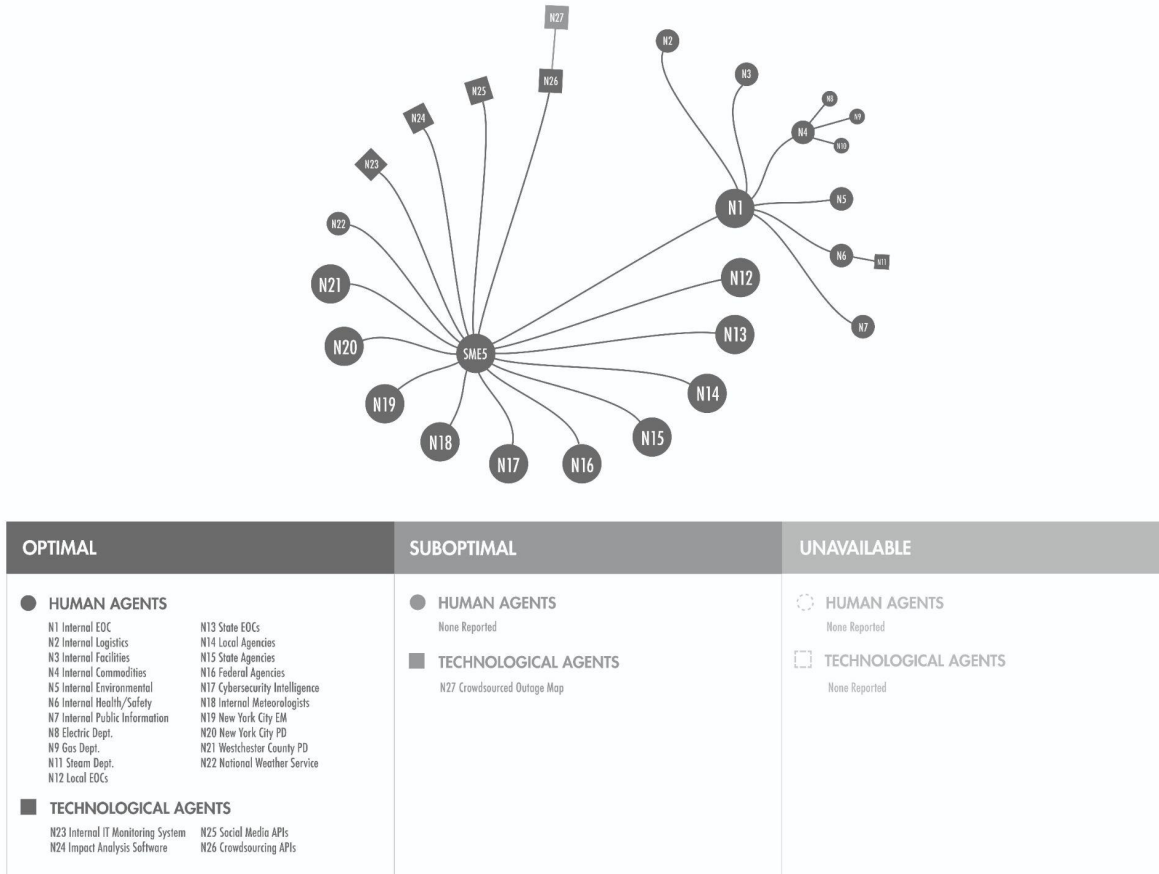 N27
N2
N3
N26
N25
N8
N24
N9
N4
N10
N23
N5
N1
N22
N6
N11
N12
N21
N7
N13
N20
SME5
N14
N19
N15
N18
N17
N16
OPTIMAL
HUMAN AGENTS
N1 Internal EOC
N2 Internal Logistics
N3 Internal Facilities
N4 Internal Commodities
N5 Internal Environmental
N6 Internal Health/Safety
N7 Internal Public Information
N8 Electric Dept.
N9 Gas Dept.
N11 Steam Dept.
N12 Local EOCs
N13 State EOCs
N14 Local Agencies
N15 State Agencies
N16 Federal Agencies
N17 Cybersecurity Intelligence
N18 Internal Meteorologists
N19 New York City EM
N20 New York City PD
N21 Westchester County PD
N22 National Weather Service
TECHNOLOGICAL AGENTS
N23 Internal IT Monitoring System
N24 Impact Analysis Software
N25 Social Media APIs
N26 Crowdsourcing APIs
SUBOPTIMAL
HUMAN AGENTS
None Reported
TECHNOLOGICAL AGENTS
N27 Crowdsourced Outage Map
UNAVAILABLE
HUMAN AGENTS
None Reported
TECHNOLOGICAL AGENTS
None Reported